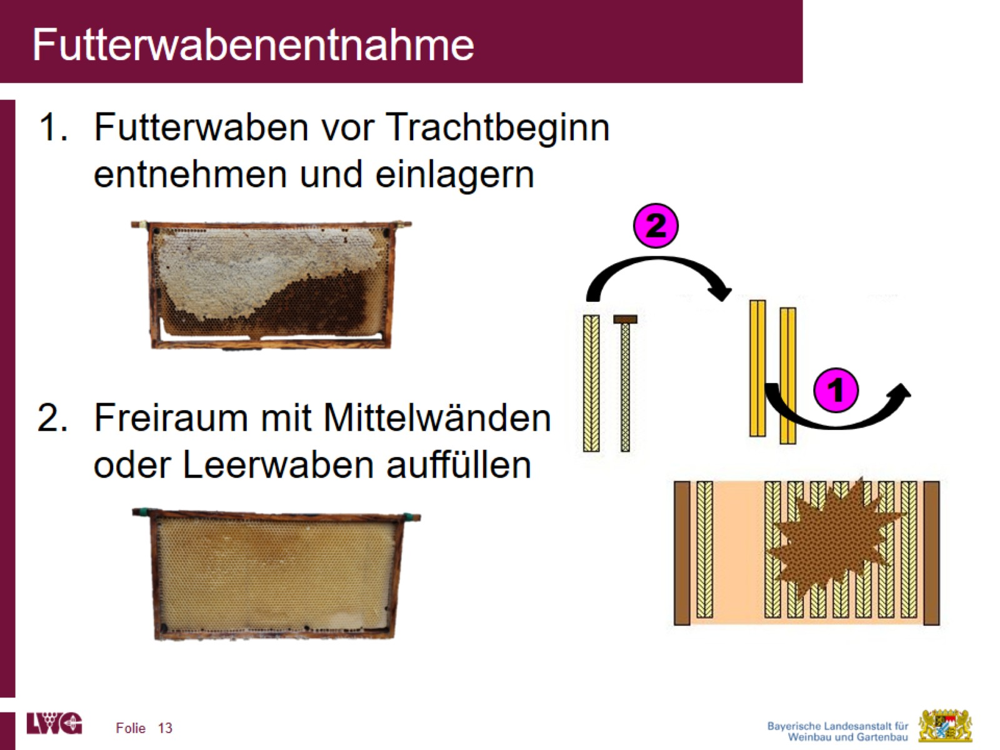 Futterwabenentnahme
1. Futterwaben vor Trachtbeginn
entnehmen und einlagern
2
1
2. Freiraum mit Mittelwänden
oder Leerwaben auffüllen
LWG
Folie 13
Bayerische Landesanstalt für
Weinbau und Gartenbau